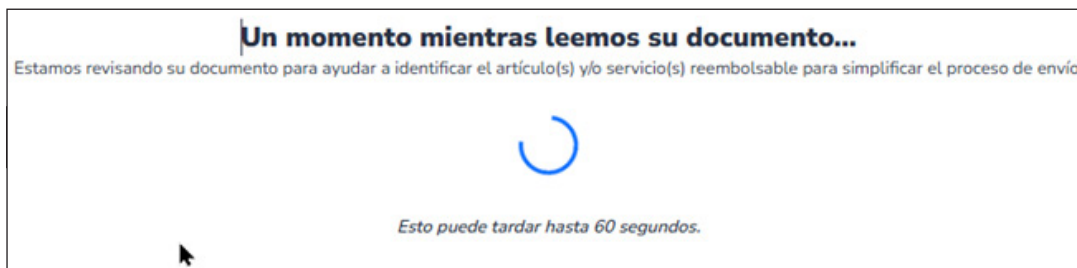 Un momento mientras leemos su documento...
Estamos revisando su documento para ayudar a identificar el artículo(s) y/o servicio(s) reembolsable para simplificar el proceso de envío
Esto puede tardar hasta 60 segundos.